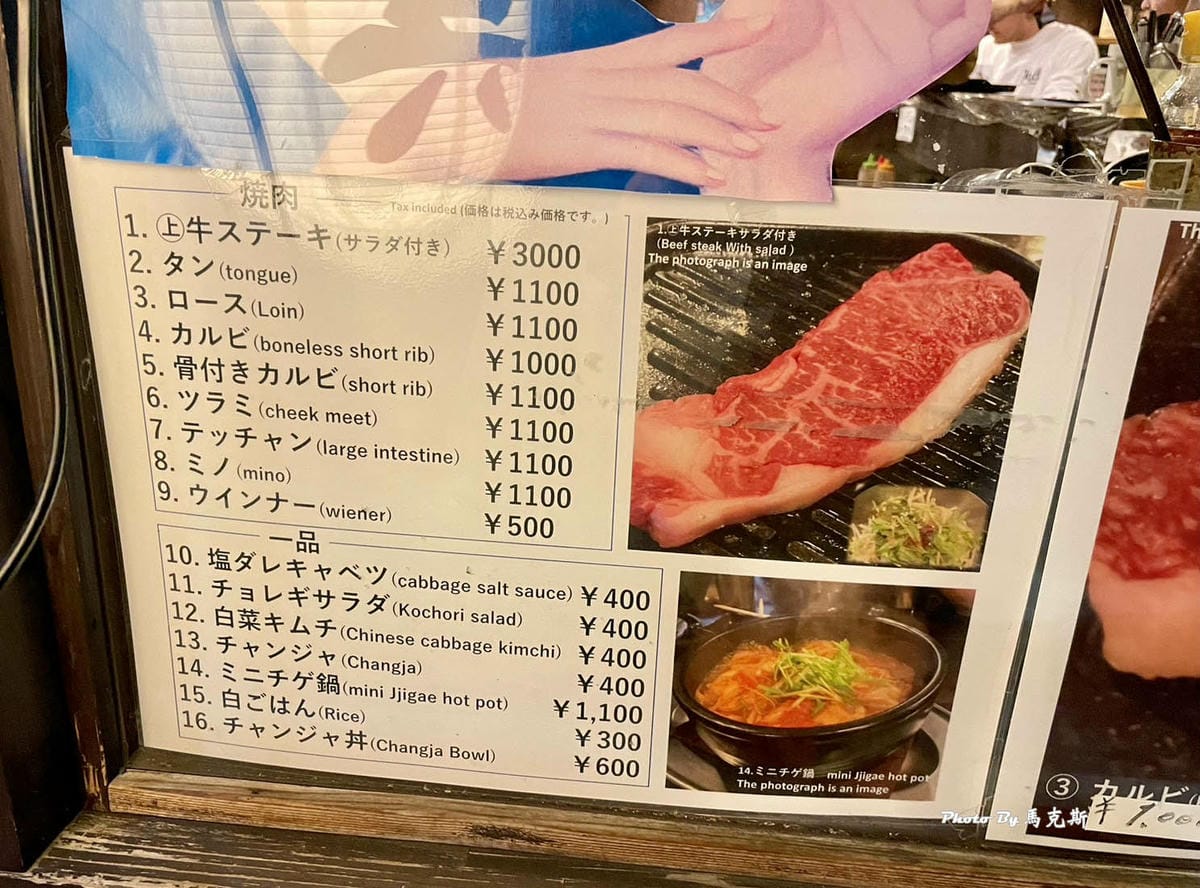 焼肉
Tax included (価格は税込み価格です。)
1. ㊤牛ステーキ(サラダ付き) ￥3000
2. タン(tongue) ￥1100
3. ロース(Loin) ￥1100
4. カルビ(boneless short rib) ￥1000
5. 骨付きカルビ(short rib) ￥1100
6. ツラミ(cheek meet) ￥1100
7. テッチャン(large intestine) ￥1100
8. ミノ(mino) ￥1100
9. ウインナー(wiener) ￥500
一品
10. 塩ダレキャベツ(cabbage salt sauce) ￥400
11. チョレギサラダ(Kochori salad) ￥400
12. 白菜キムチ(Chinese cabbage kimchi) ￥400
13. チャンジャ(Changja) ￥400
14. ミニチゲ鍋(mini Jjigae hot pot) ￥1,100
15. 白ごはん(Rice) ￥300
16. チャンジャ丼(Changja Bowl) ￥600
1.㊤牛ステーキサラダ付き
(Beef steak With salad )
The photograph is an image
14.ミニチゲ鍋 mini Jjigae hot pot
The photograph is an image
③ カルビ
Photo By 馬克斯